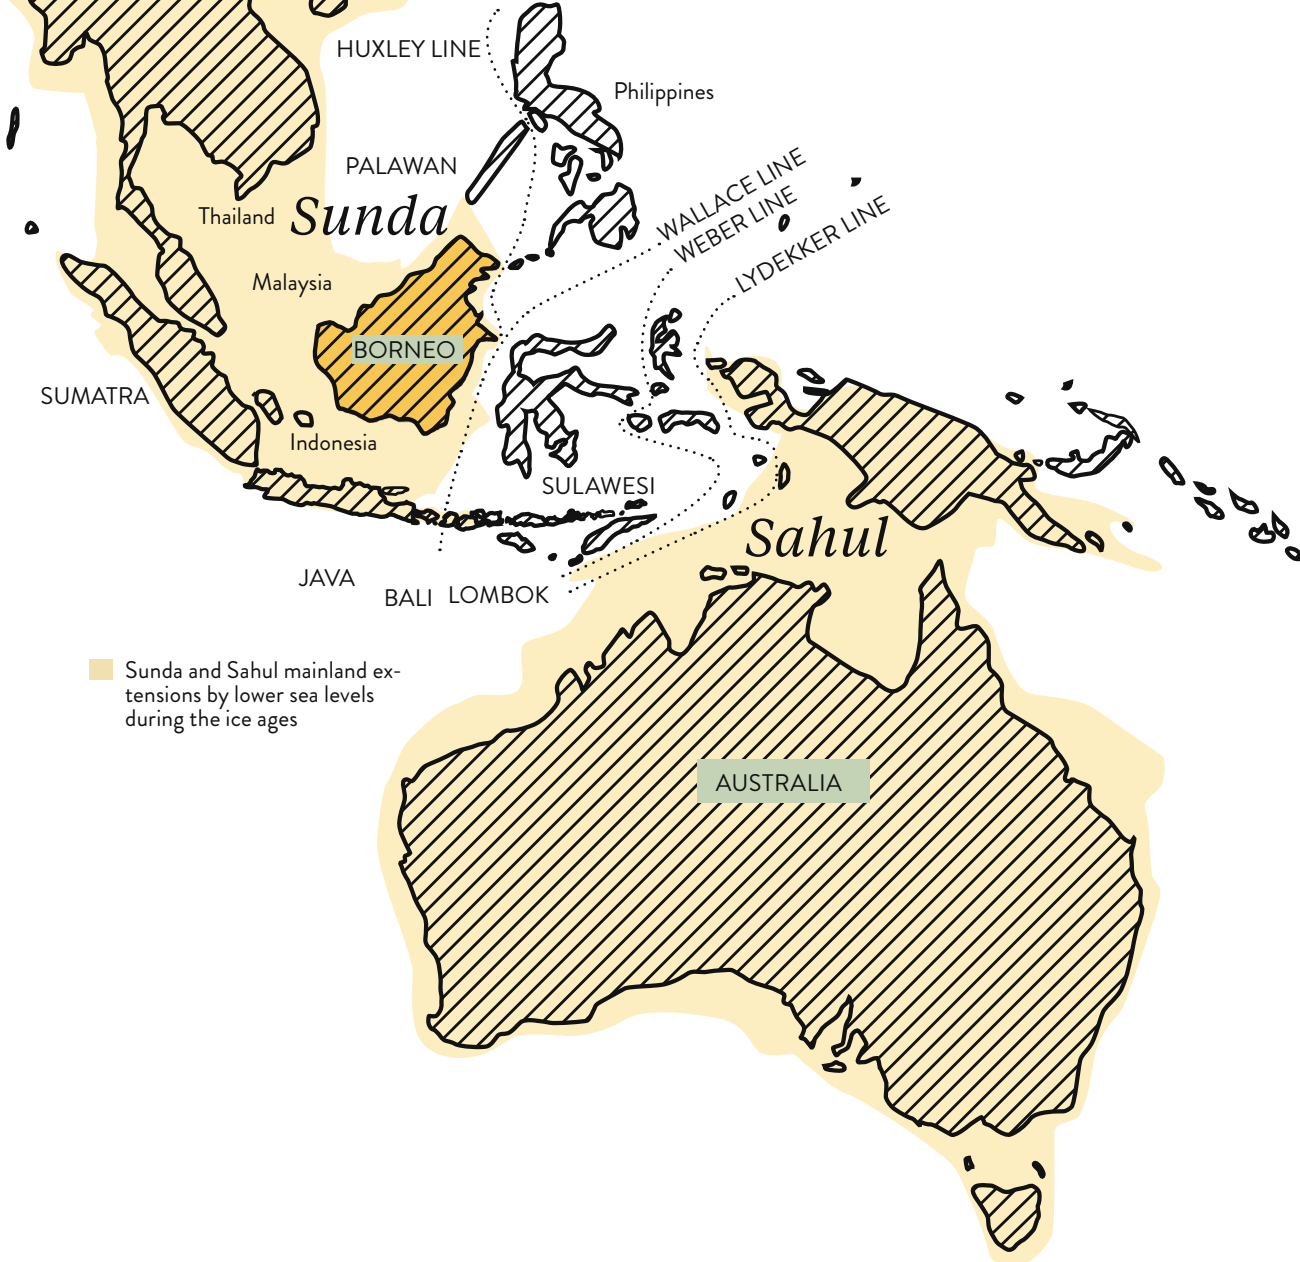 HUXLEY LINE
Philippines
PALAWAN
WALLACE LINE
WEBER LINE
LYDEKKER LINE
Thailand
Sunda
Malaysia
BORNEO
SUMATRA
Indonesia
SULAWESI
Sahul
JAVA
BALI
LOMBOK
Sunda and Sahul mainland ex-
tensions by lower sea levels
during the ice ages
AUSTRALIA